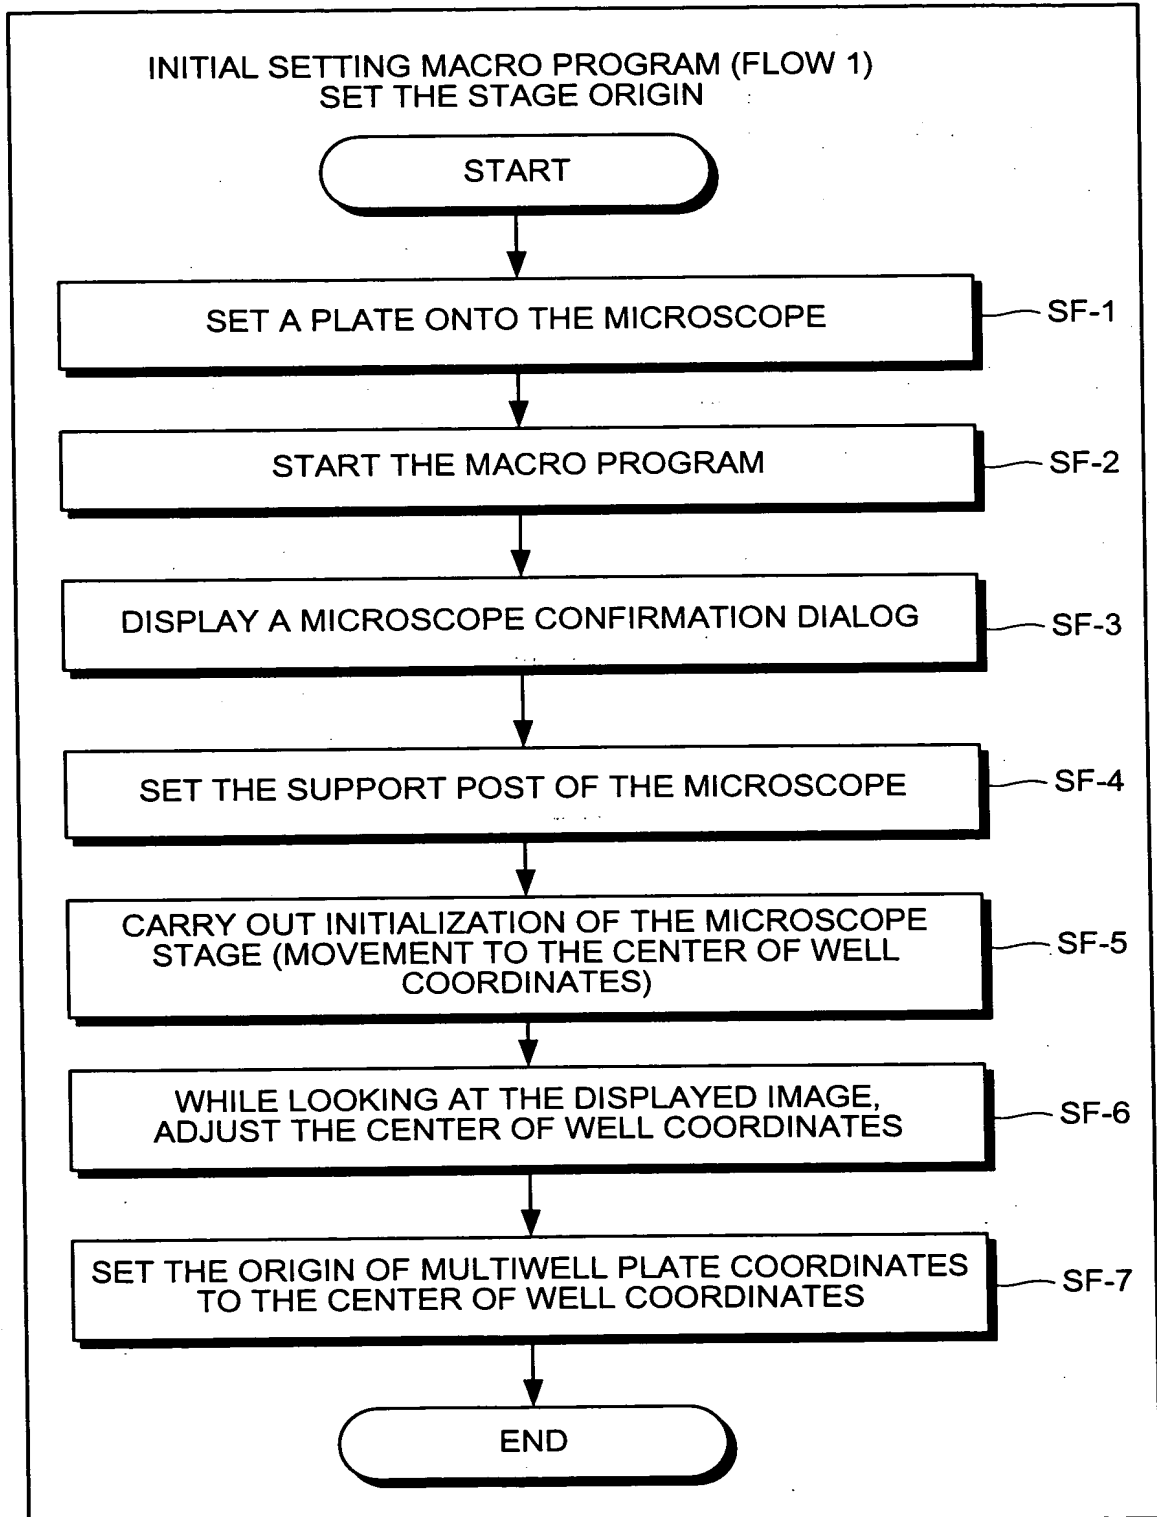 INITIAL SETTING MACRO PROGRAM (FLOW 1)
SET THE STAGE ORIGIN
START
SET A PLATE ONTO THE MICROSCOPE
SF-1
START THE MACRO PROGRAM
SF-2
DISPLAY A MICROSCOPE CONFIRMATION DIALOG
SF-3
SET THE SUPPORT POST OF THE MICROSCOPE
SF-4
CARRY OUT INITIALIZATION OF THE MICROSCOPE
STAGE (MOVEMENT TO THE CENTER OF WELL
COORDINATES)
SF-5
WHILE LOOKING AT THE DISPLAYED IMAGE,
ADJUST THE CENTER OF WELL COORDINATES
SF-6
SET THE ORIGIN OF MULTIWELL PLATE COORDINATES
TO THE CENTER OF WELL COORDINATES
SF-7
END